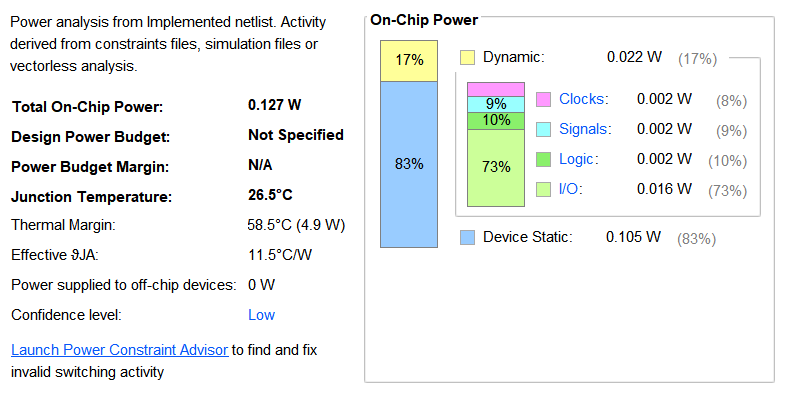 Power analysis from Implemented netlist. Activity
derived from constraints files, simulation files or
vectorless analysis.
Total On-Chip Power: 0.127 W
Design Power Budget: Not Specified
Power Budget Margin: N/A
Junction Temperature: 26.5°C
Thermal Margin: 58.5°C (4.9 W)
Effective ϑJA: 11.5°C/W
Power supplied to off-chip devices: 0 W
Confidence level: Low
Launch Power Constraint Advisor to find and fix
invalid switching activity
On-Chip Power
17%
83%
Dynamic: 0.022 W (17%)
9%
10%
73%
Clocks: 0.002 W (8%)
Signals: 0.002 W (9%)
Logic: 0.002 W (10%)
I/O: 0.016 W (73%)
Device Static: 0.105 W (83%)